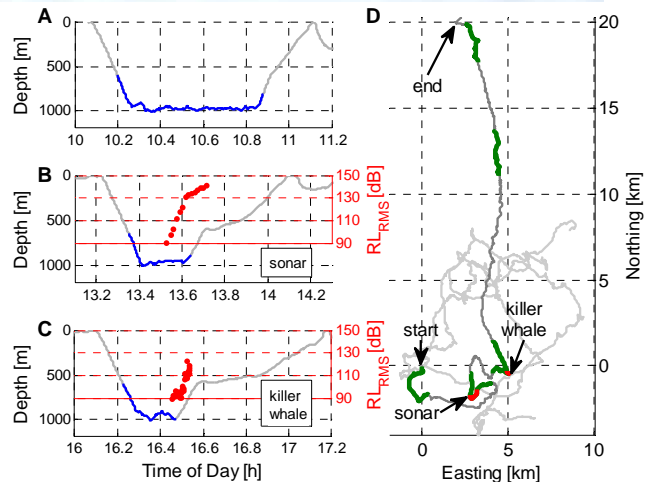 A
Depth [m]
0
500
1000
10
10.2
10.4
10.6
10.8
11
11.2
B
Depth [m]
0
500
1000
150
130
110
90
RL_RMS [dB]
sonar
13.2
13.4
13.6
13.8
14
14.2
C
Depth [m]
0
500
1000
150
130
110
90
RL_RMS [dB]
killer
whale
16
16.2
16.4
16.6
16.8
17
17.2
Time of Day [h]
D
end
start
killer
whale
sonar
20
15
10
5
0
Northing [km]
0
5
10
Easting [km]